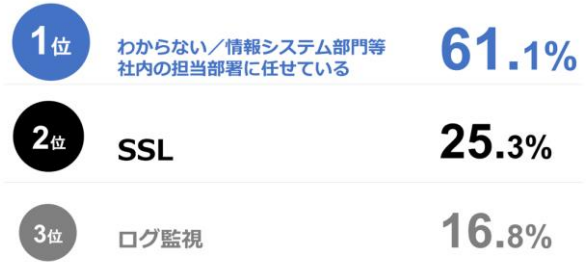 1位
わからない／情報システム部門等
社内の担当部署に任せている
61.1%
2位
SSL
25.3%
3位
ログ監視
16.8%